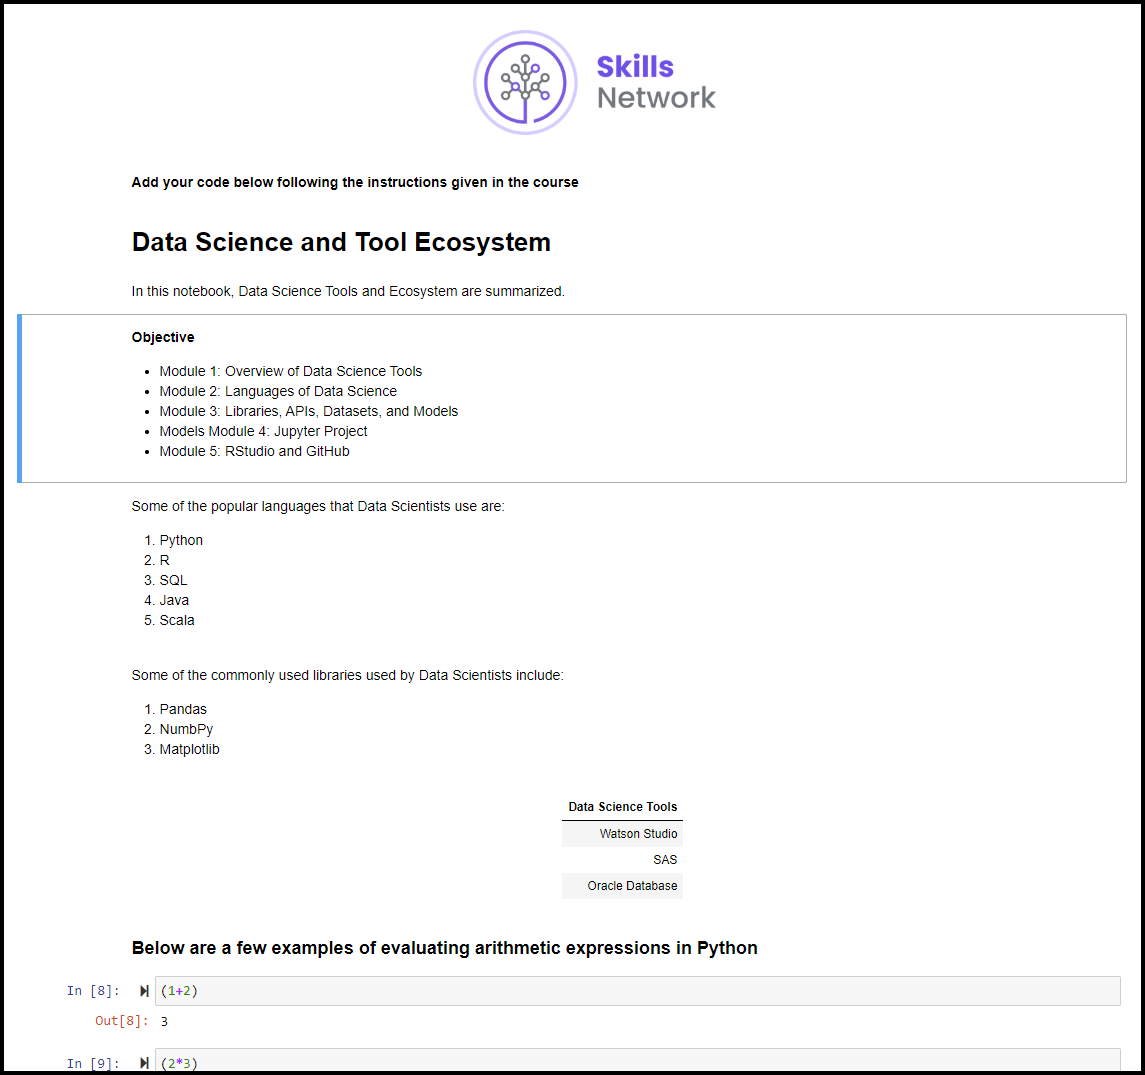 Skills
Network
Add your code below following the instructions given in the course
Data Science and Tool Ecosystem
In this notebook, Data Science Tools and Ecosystem are summarized.
Objective
• Module 1: Overview of Data Science Tools
• Module 2: Languages of Data Science
• Module 3: Libraries, APIs, Datasets, and Models
• Models Module 4: Jupyter Project
• Module 5: RStudio and GitHub
Some of the popular languages that Data Scientists use are:
1. Python
2. R
3. SQL
4. Java
5. Scala
Some of the commonly used libraries used by Data Scientists include:
1. Pandas
2. NumbPy
3. Matplotlib
Data Science Tools
Watson Studio
SAS
Oracle Database
Below are a few examples of evaluating arithmetic expressions in Python
In [8]: (1+2)
Out[8]: 3
In [9]: (2*3)